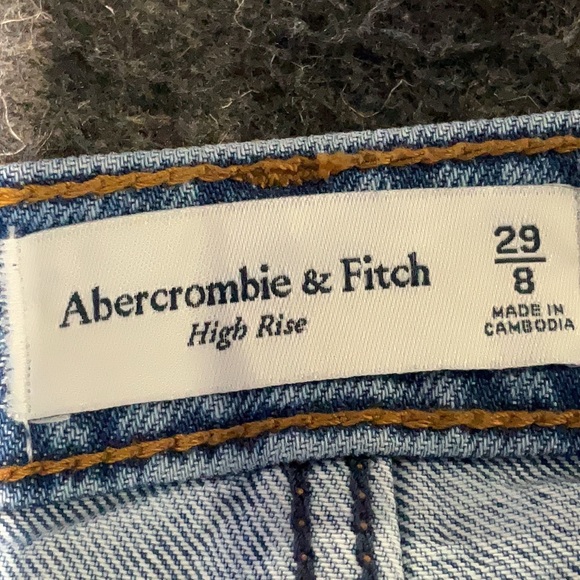 Abercrombie & Fitch
High Rise
29
8
MADE IN
CAMBODIA